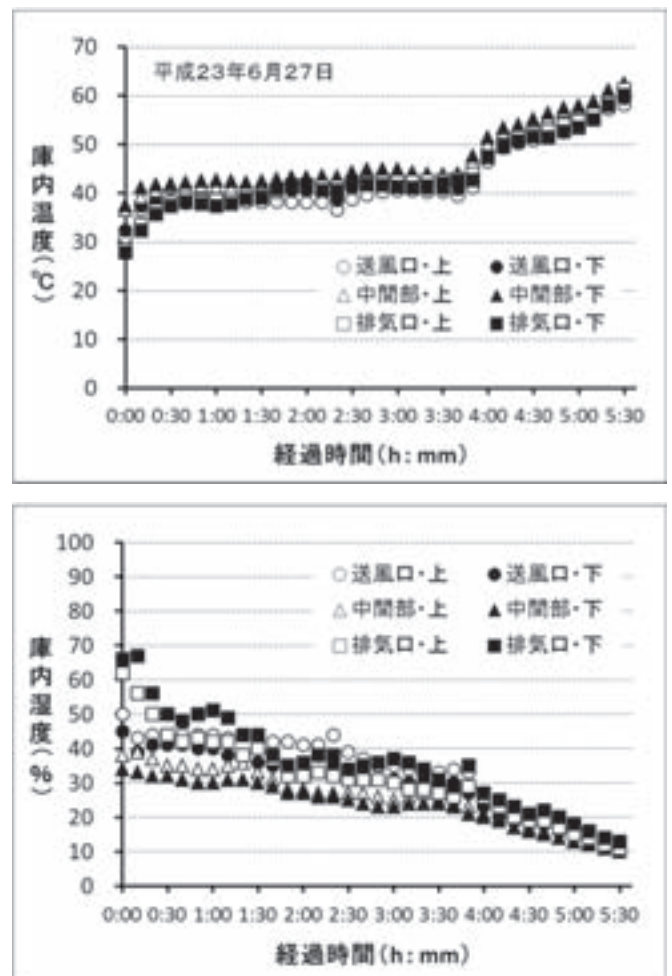 70
60
50
40
30
20
10
0
平成23年6月27日
庫内温度(℃)
○送風口・上 ●送風口・下
△中間部・上 ▲中間部・下
□排気口・上 ■排気口・下
0:00 0:30 1:00 1:30 2:00 2:30 3:00 3:30 4:00 4:30 5:00 5:30
経過時間(h:mm)
100
90
80
70
60
50
40
30
20
10
0
庫内湿度(%)
○送風口・上 ●送風口・下
△中間部・上 ▲中間部・下
□排気口・上 ■排気口・下
0:00 0:30 1:00 1:30 2:00 2:30 3:00 3:30 4:00 4:30 5:00 5:30
経過時間(h:mm)